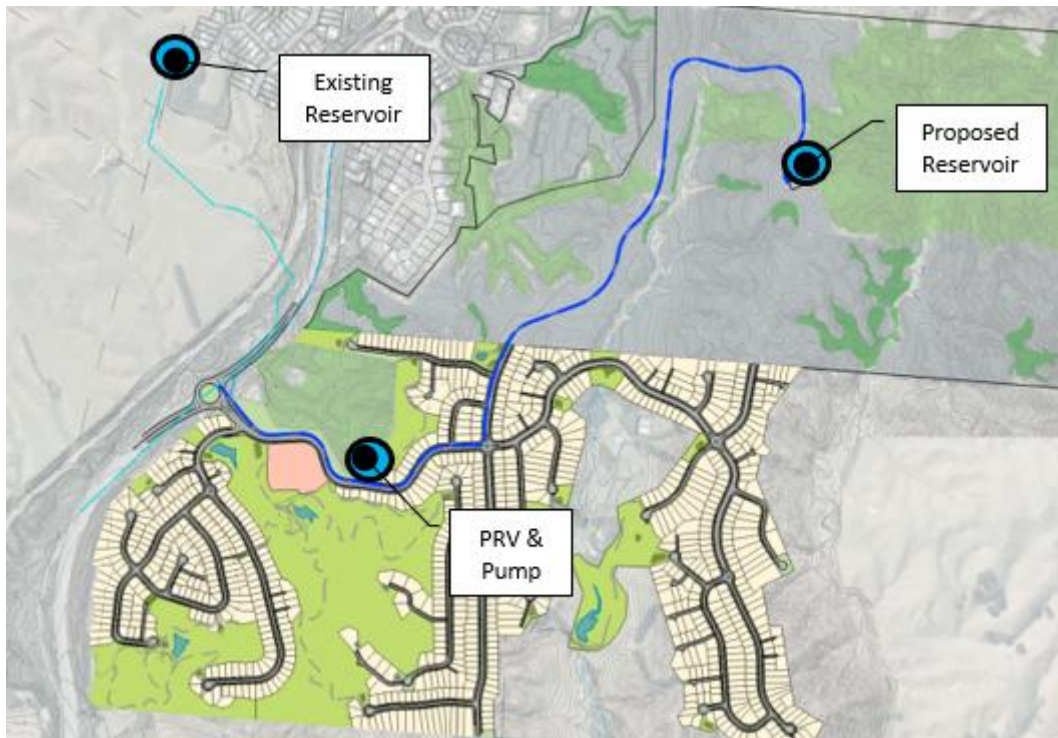 Existing
Reservoir
Proposed
Reservoir
PRV &
Pump